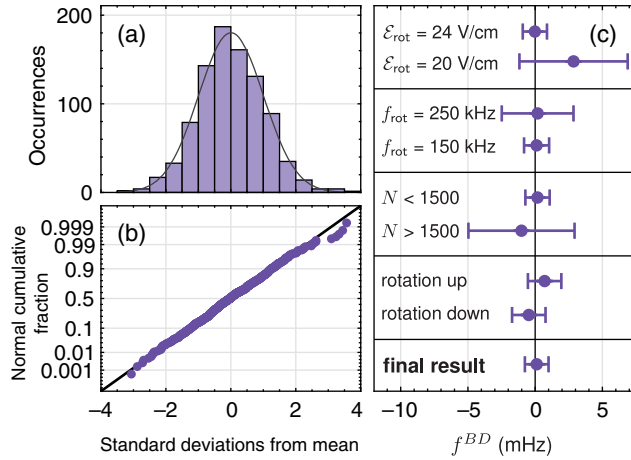 (a)
Occurrences
200
100
0
(b)
Normal cumulative
fraction
0.999
0.99
0.9
0.5
0.1
0.01
0.001
−4 −2 0 2 4
Standard deviations from mean
(c)
ℰrot = 24 V/cm
ℰrot = 20 V/cm
frot = 250 kHz
frot = 150 kHz
N < 1500
N > 1500
rotation up
rotation down
final result
−10 −5 0 5
f^BD (mHz)